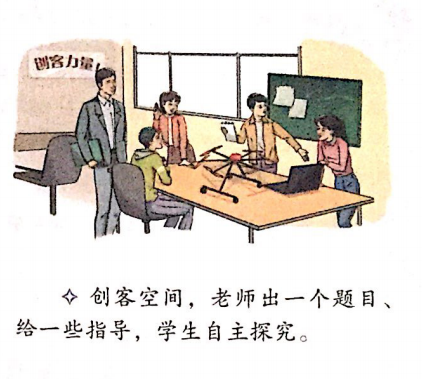 创客力量！
✧ 创客空间，老师出一个题目、
给一些指导，学生自主探究。